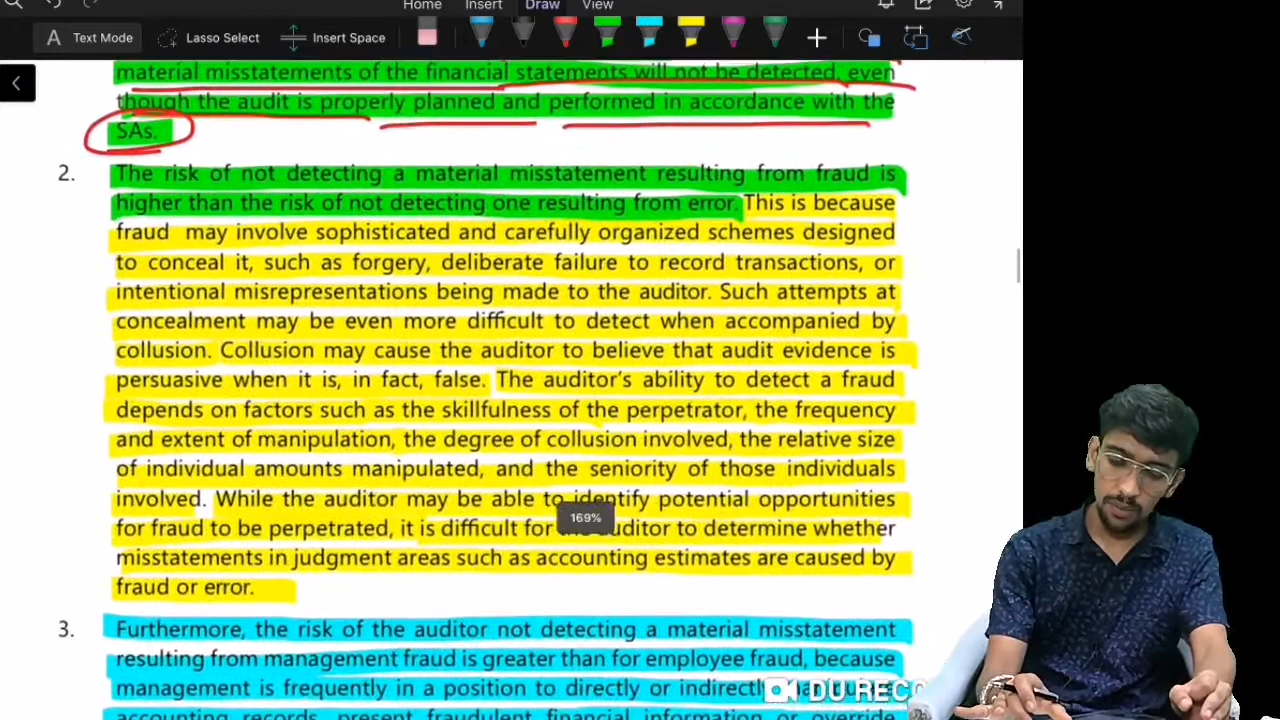 Home Insert Draw View
Text Mode Lasso Select Insert Space
material misstatements of the financial statements will not be detected, even
though the audit is properly planned and performed in accordance with the
SAs.
2. The risk of not detecting a material misstatement resulting from fraud is
higher than the risk of not detecting one resulting from error. This is because
fraud may involve sophisticated and carefully organized schemes designed
to conceal it, such as forgery, deliberate failure to record transactions, or
intentional misrepresentations being made to the auditor. Such attempts at
concealment may be even more difficult to detect when accompanied by
collusion. Collusion may cause the auditor to believe that audit evidence is
persuasive when it is, in fact, false. The auditor's ability to detect a fraud
depends on factors such as the skillfulness of the perpetrator, the frequency
and extent of manipulation, the degree of collusion involved, the relative size
of individual amounts manipulated, and the seniority of those individuals
involved. While the auditor may be able to identify potential opportunities
169%
for fraud to be perpetrated, it is difficult for auditor to determine whether
misstatements in judgment areas such as accounting estimates are caused by
fraud or error.
3. Furthermore, the risk of the auditor not detecting a material misstatement
resulting from management fraud is greater than for employee fraud, because
management is frequently in a position to directly or
DU REC
accounting records, present fraudulent financial information or override